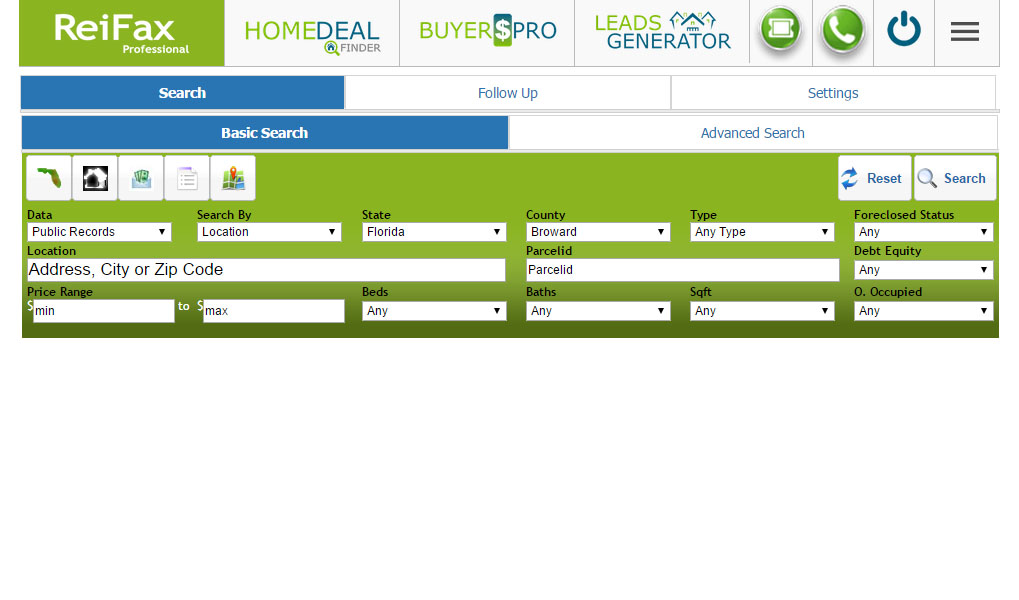 ReiFax
Professional
HOMEDEAL
FINDER
BUYER$PRO
LEADS
GENERATOR
Search
Follow Up
Settings
Basic Search
Advanced Search
Reset
Search
Data
Search By
State
County
Type
Foreclosed Status
Public Records
Location
Florida
Broward
Any Type
Any
Location
Parcelid
Debt Equity
Address, City or Zip Code
Parcelid
Any
Price Range
Beds
Baths
Sqft
O. Occupied
$ min to $ max
Any
Any
Any
Any